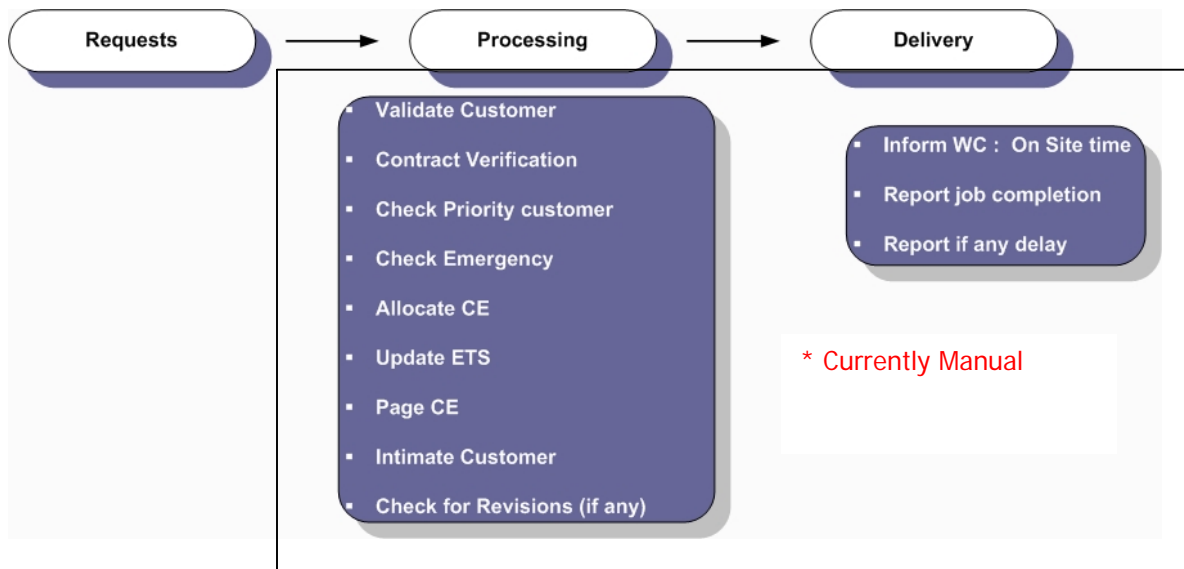 Requests
Processing
Delivery
▪ Validate Customer
▪ Contract Verification
▪ Check Priority customer
▪ Check Emergency
▪ Allocate CE
▪ Update ETS
▪ Page CE
▪ Intimate Customer
▪ Check for Revisions (if any)
▪ Inform WC : On Site time
▪ Report job completion
▪ Report if any delay
* Currently Manual